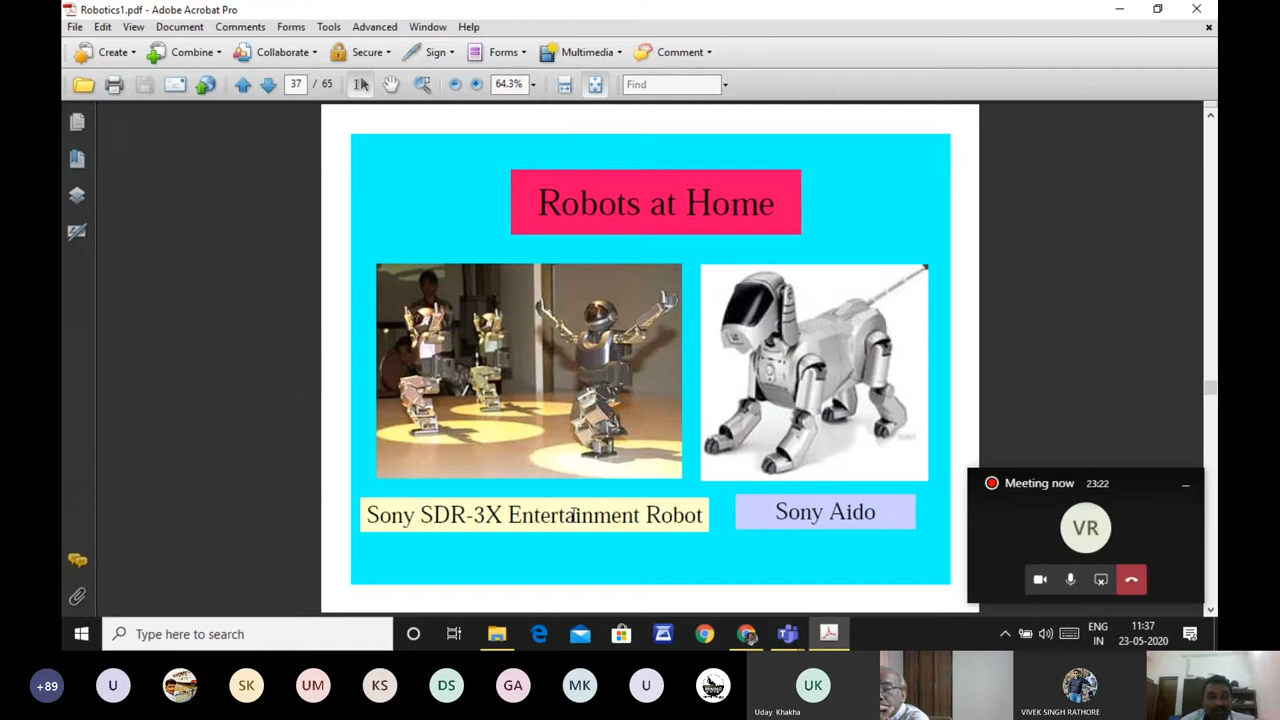 Robotics1.pdf - Adobe Acrobat Pro
File Edit View Document Comments Forms Tools Advanced Window Help
Create Combine Collaborate Secure Sign Forms Multimedia Comment
37 / 65 64.3% Find
Robots at Home
Sony SDR-3X Entertainment Robot
Sony Aido
Meeting now 23:22
VR
Type here to search
ENG
IN
11:37
23-05-2020
+89 U SK UM KS DS GA MK U UK
Uday Khakha
VIVEK SINGH RATHORE